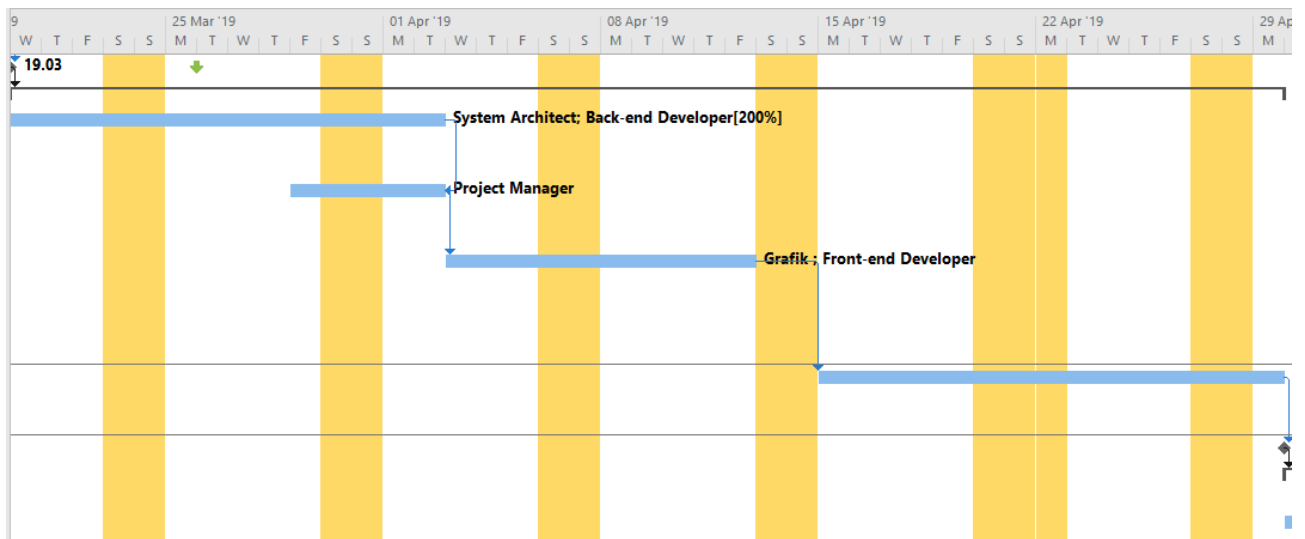 9 25 Mar '19 01 Apr '19 08 Apr '19 15 Apr '19 22 Apr '19 29 Ap
W T F S S M T W T F S S M T W T F S S M T W T F S S M T W T F S S M T W T F S S M
19.03
System Architect; Back-end Developer[200%]
Project Manager
Grafik ; Front-end Developer